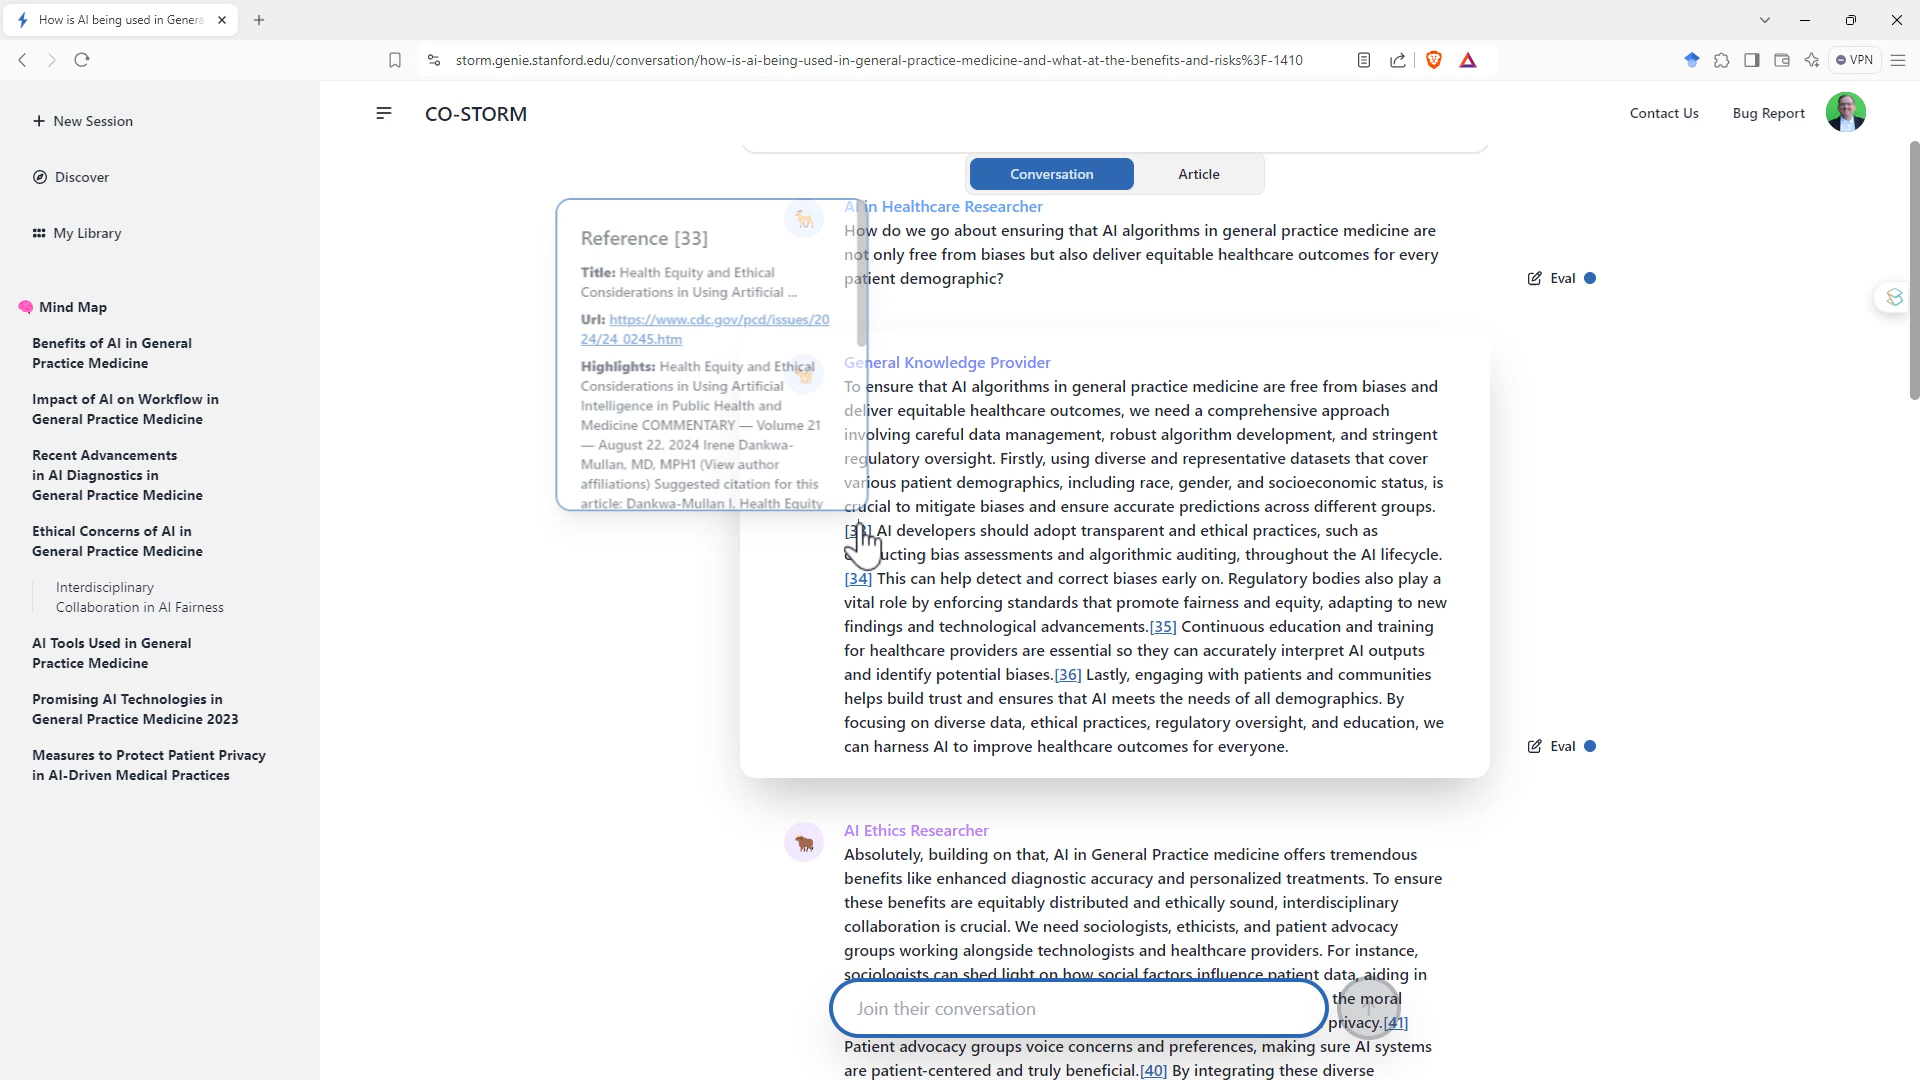 How is AI being used in Genera
storm.genie.stanford.edu/conversation/how-is-ai-being-used-in-general-practice-medicine-and-what-at-the-benefits-and-risks%3F-1410
VPN
New Session
Discover
My Library
Mind Map
Benefits of AI in General
Practice Medicine
Impact of AI on Workflow in
General Practice Medicine
Recent Advancements
in AI Diagnostics in
General Practice Medicine
Ethical Concerns of AI in
General Practice Medicine
Interdisciplinary
Collaboration in AI Fairness
AI Tools Used in General
Practice Medicine
Promising AI Technologies in
General Practice Medicine 2023
Measures to Protect Patient Privacy
in AI-Driven Medical Practices
CO-STORM
Contact Us
Bug Report
Conversation
Article
Reference [33]
Title: Health Equity and Ethical
Considerations in Using Artificial ...
Url: https://www.cdc.gov/pcd/issues/20
24/24_0245.htm
Highlights: Health Equity and Ethical
Considerations in Using Artificial
Intelligence in Public Health and
Medicine COMMENTARY — Volume 21
— August 22, 2024 Irene Dankwa-
Mullan, MD, MPH1 (View author
affiliations) Suggested citation for this
article: Dankwa-Mullan I. Health Equity
AI in Healthcare Researcher
How do we go about ensuring that AI algorithms in general practice medicine are
not only free from biases but also deliver equitable healthcare outcomes for every
patient demographic?
Eval
General Knowledge Provider
To ensure that AI algorithms in general practice medicine are free from biases and
deliver equitable healthcare outcomes, we need a comprehensive approach
involving careful data management, robust algorithm development, and stringent
regulatory oversight. Firstly, using diverse and representative datasets that cover
various patient demographics, including race, gender, and socioeconomic status, is
crucial to mitigate biases and ensure accurate predictions across different groups.
[33] AI developers should adopt transparent and ethical practices, such as
conducting bias assessments and algorithmic auditing, throughout the AI lifecycle.
[34] This can help detect and correct biases early on. Regulatory bodies also play a
vital role by enforcing standards that promote fairness and equity, adapting to new
findings and technological advancements.[35] Continuous education and training
for healthcare providers are essential so they can accurately interpret AI outputs
and identify potential biases.[36] Lastly, engaging with patients and communities
helps build trust and ensures that AI meets the needs of all demographics. By
focusing on diverse data, ethical practices, regulatory oversight, and education, we
can harness AI to improve healthcare outcomes for everyone.
Eval
AI Ethics Researcher
Absolutely, building on that, AI in General Practice medicine offers tremendous
benefits like enhanced diagnostic accuracy and personalized treatments. To ensure
these benefits are equitably distributed and ethically sound, interdisciplinary
collaboration is crucial. We need sociologists, ethicists, and patient advocacy
groups working alongside technologists and healthcare providers. For instance,
sociologists can shed light on how social factors influence patient data, aiding in
the moral
privacy.[41]
Join their conversation
Patient advocacy groups voice concerns and preferences, making sure AI systems
are patient-centered and truly beneficial.[40] By integrating these diverse